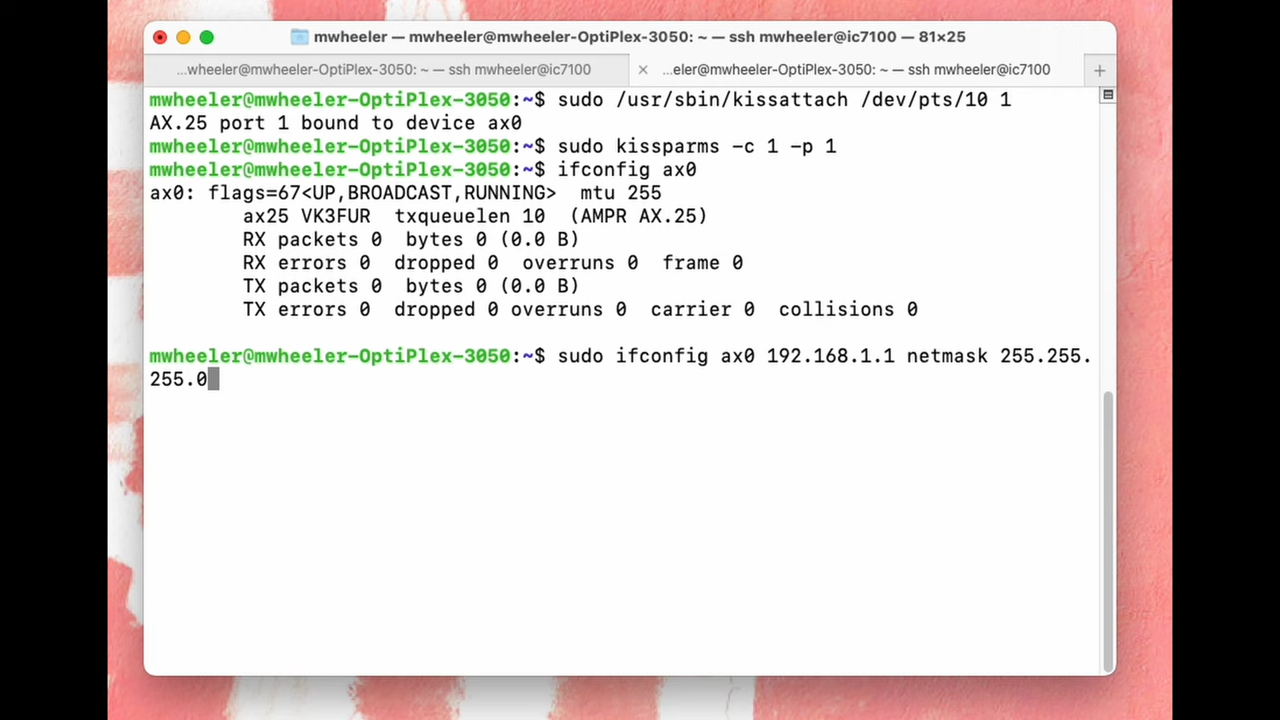 mwheeler — mwheeler@mwheeler-OptiPlex-3050: ~ — ssh mwheeler@ic7100 — 81×25
...wheeler@mwheeler-OptiPlex-3050: ~ — ssh mwheeler@ic7100
...eler@mwheeler-OptiPlex-3050: ~ — ssh mwheeler@ic7100
mwheeler@mwheeler-OptiPlex-3050:~$ sudo /usr/sbin/kissattach /dev/pts/10 1
AX.25 port 1 bound to device ax0
mwheeler@mwheeler-OptiPlex-3050:~$ sudo kissparms -c 1 -p 1
mwheeler@mwheeler-OptiPlex-3050:~$ ifconfig ax0
ax0: flags=67<UP,BROADCAST,RUNNING>  mtu 255
        ax25 VK3FUR  txqueuelen 10  (AMPR AX.25)
        RX packets 0  bytes 0 (0.0 B)
        RX errors 0  dropped 0  overruns 0  frame 0
        TX packets 0  bytes 0 (0.0 B)
        TX errors 0  dropped 0 overruns 0  carrier 0  collisions 0
mwheeler@mwheeler-OptiPlex-3050:~$ sudo ifconfig ax0 192.168.1.1 netmask 255.255.
255.0